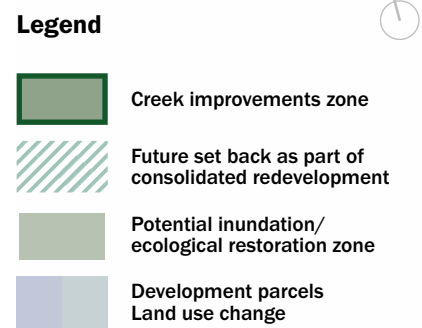 Legend
Creek improvements zone
Future set back as part of
consolidated redevelopment
Potential inundation/
ecological restoration zone
Development parcels
Land use change